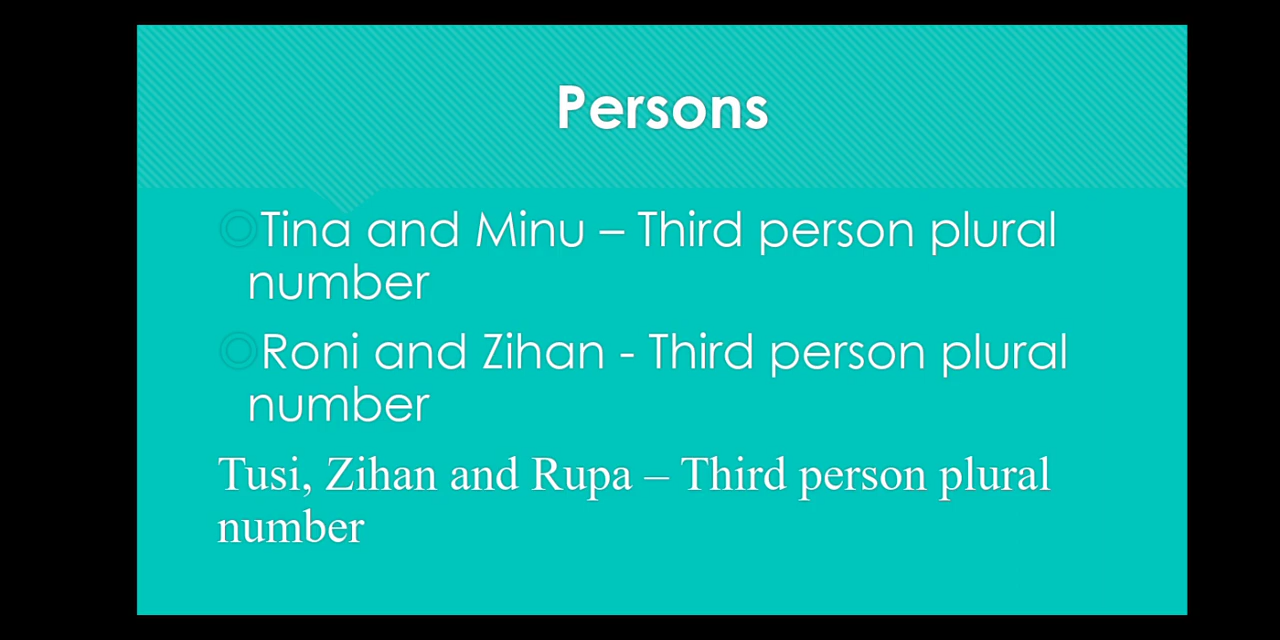 Persons
Tina and Minu – Third person plural
number
Roni and Zihan - Third person plural
number
Tusi, Zihan and Rupa – Third person plural
number